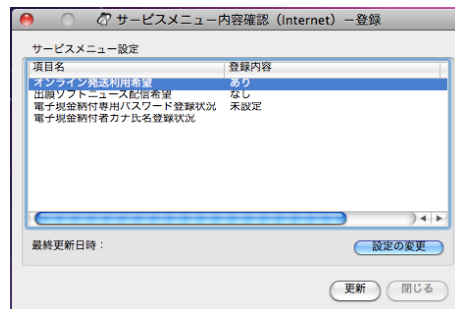 サービスメニュー内容確認（Internet）－登録
サービスメニュー設定
項目名 登録内容
オンライン発送利用希望 あり
出願ソフトニュース配信希望 なし
電子現金納付専用パスワード登録状況 未設定
電子現金納付者カナ氏名登録状況
最終更新日時：
設定の変更
更新 閉じる